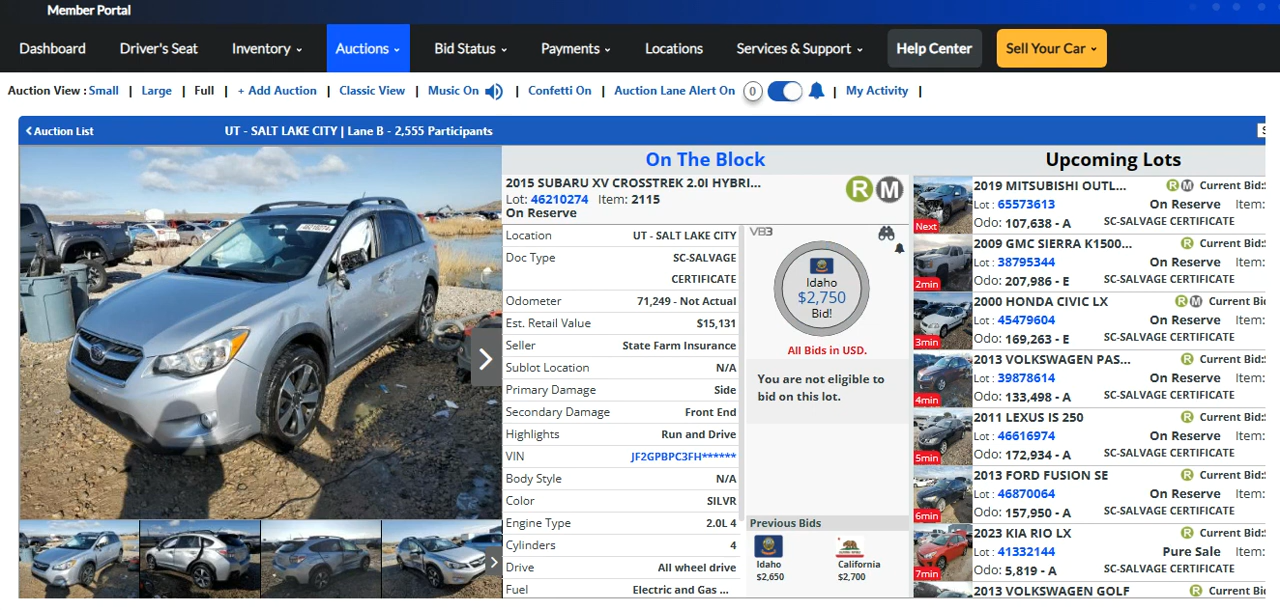 Member Portal
Dashboard Driver's Seat Inventory Auctions Bid Status Payments Locations Services & Support Help Center Sell Your Car
Auction View : Small | Large | Full | + Add Auction | Classic View | Music On | Confetti On | Auction Lane Alert On 0 | My Activity |
Auction List UT - SALT LAKE CITY | Lane B - 2,555 Participants
On The Block
2015 SUBARU XV CROSSTREK 2.0I HYBRI...
Lot: 46210274 Item: 2115
On Reserve
R M
Location UT - SALT LAKE CITY
Doc Type SC-SALVAGE
CERTIFICATE
Odometer 71,249 - Not Actual
Est. Retail Value $15,131
Seller State Farm Insurance
Sublot Location N/A
Primary Damage Side
Secondary Damage Front End
Highlights Run and Drive
VIN JF2GPBPC3FH******
Body Style N/A
Color SILVR
Engine Type 2.0L 4
Cylinders 4
Drive All wheel drive
Fuel Electric and Gas ...
VB3
Idaho
$2,750
Bid!
All Bids in USD.
You are not eligible to
bid on this lot.
Previous Bids
Idaho
$2,650
California
$2,700
Upcoming Lots
2019 MITSUBISHI OUTL... R M Current Bid:
Lot : 65573613 On Reserve Item:
Next Odo: 107,638 - A SC-SALVAGE CERTIFICATE
2009 GMC SIERRA K1500... R Current Bid:
Lot : 38795344 On Reserve Item:
2min Odo: 207,986 - E SC-SALVAGE CERTIFICATE
2000 HONDA CIVIC LX R M Current Bi
Lot : 45479604 On Reserve Item:
3min Odo: 169,263 - E SC-SALVAGE CERTIFICATE
2013 VOLKSWAGEN PAS... R Current Bid:
Lot : 39878614 On Reserve Item:
4min Odo: 133,498 - A SC-SALVAGE CERTIFICATE
2011 LEXUS IS 250 R Current Bid:
Lot : 46616974 On Reserve Item:
5min Odo: 172,934 - A SC-SALVAGE CERTIFICATE
2013 FORD FUSION SE R Current Bid:
Lot : 46870064 On Reserve Item:
6min Odo: 157,950 - A SC-SALVAGE CERTIFICATE
2023 KIA RIO LX R Current Bid:
Lot : 41332144 Pure Sale Item:
7min Odo: 5,819 - A SC-SALVAGE CERTIFICATE
2013 VOLKSWAGEN GOLF R Current Bi